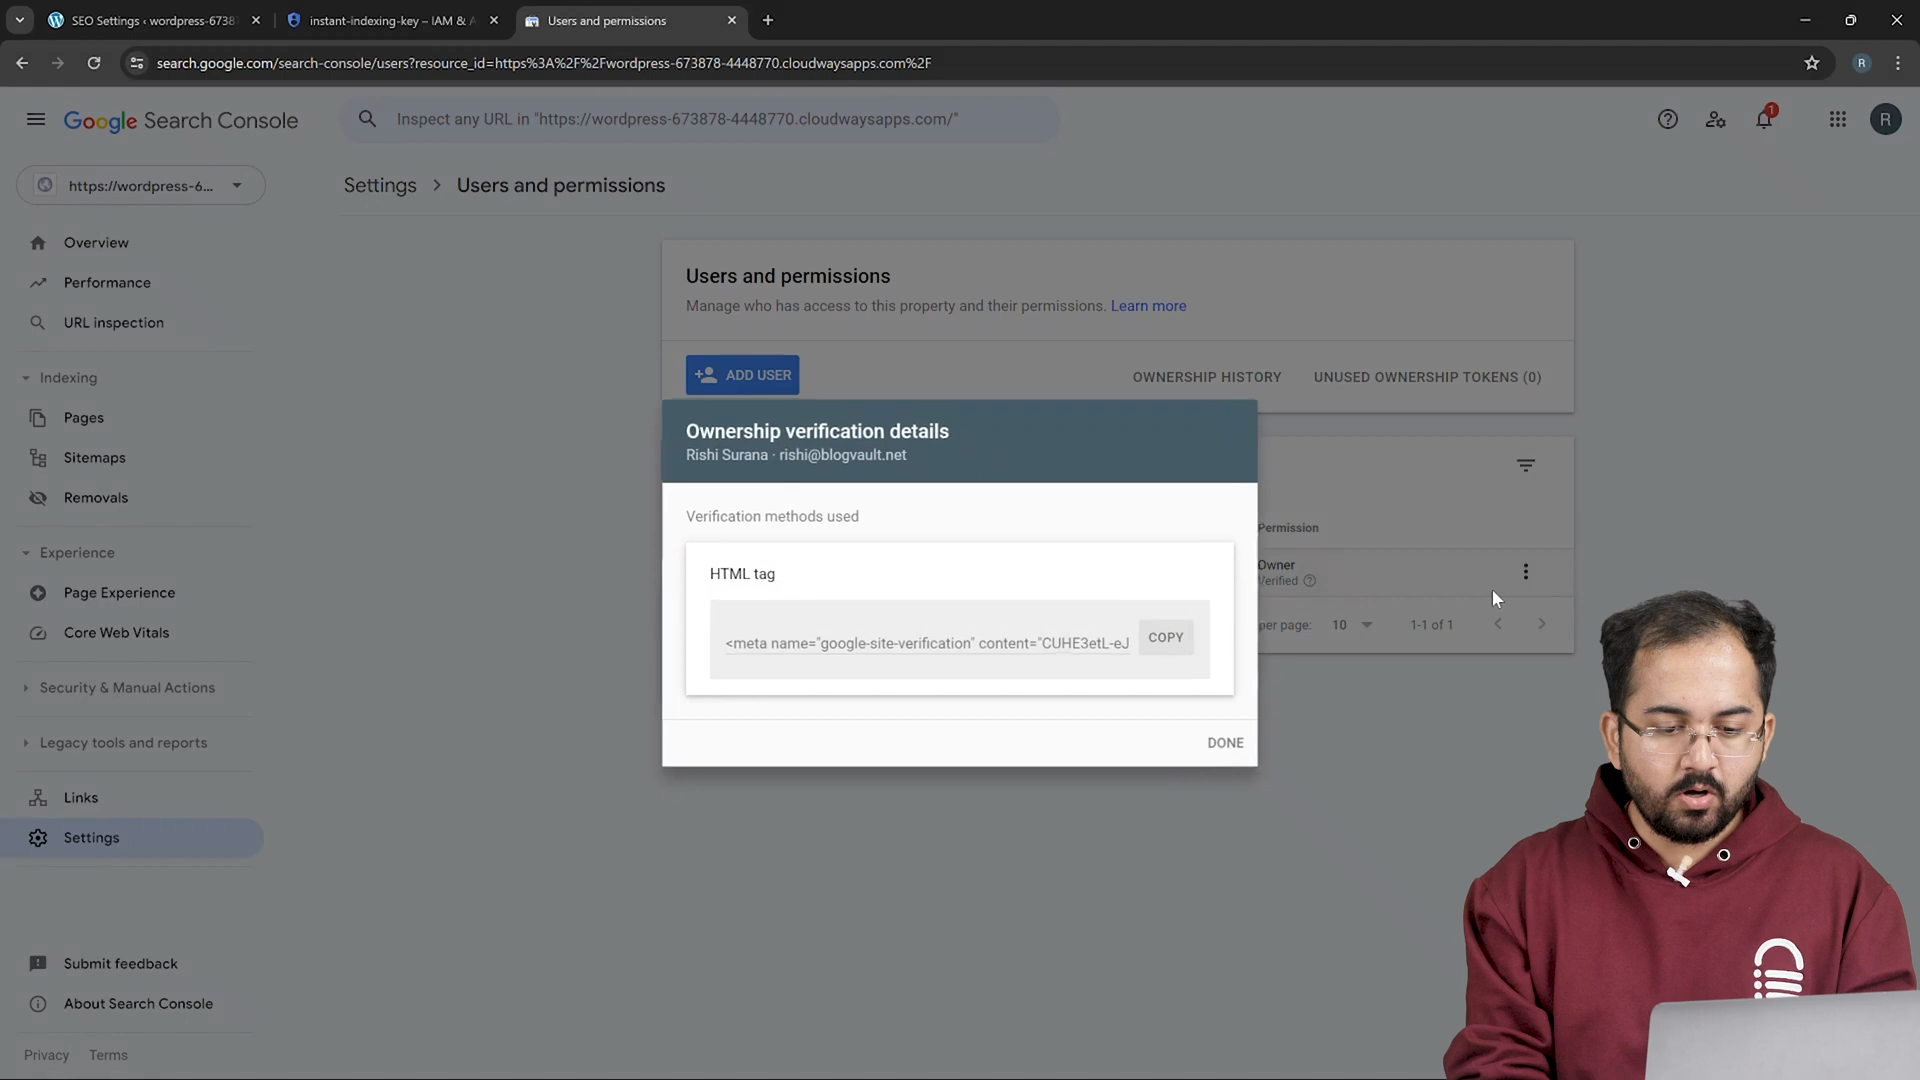 SEO Settings ‹ wordpress-6738
instant-indexing-key – IAM & A
Users and permissions
search.google.com/search-console/users?resource_id=https%3A%2F%2Fwordpress-673878-4448770.cloudwaysapps.com%2F
R
Google Search Console
Inspect any URL in "https://wordpress-673878-4448770.cloudwaysapps.com/"
1
R
https://wordpress-6...
Settings > Users and permissions
Overview
Performance
URL inspection
Indexing
Pages
Sitemaps
Removals
Experience
Page Experience
Core Web Vitals
Security & Manual Actions
Legacy tools and reports
Links
Settings
Submit feedback
About Search Console
Privacy Terms
Users and permissions
Manage who has access to this property and their permissions. Learn more
ADD USER
OWNERSHIP HISTORY
UNUSED OWNERSHIP TOKENS (0)
Ownership verification details
Rishi Surana · rishi@blogvault.net
Verification methods used
HTML tag
<meta name="google-site-verification" content="CUHE3etL-eJ
COPY
DONE
Permission
Owner
Verified
per page: 10 1-1 of 1